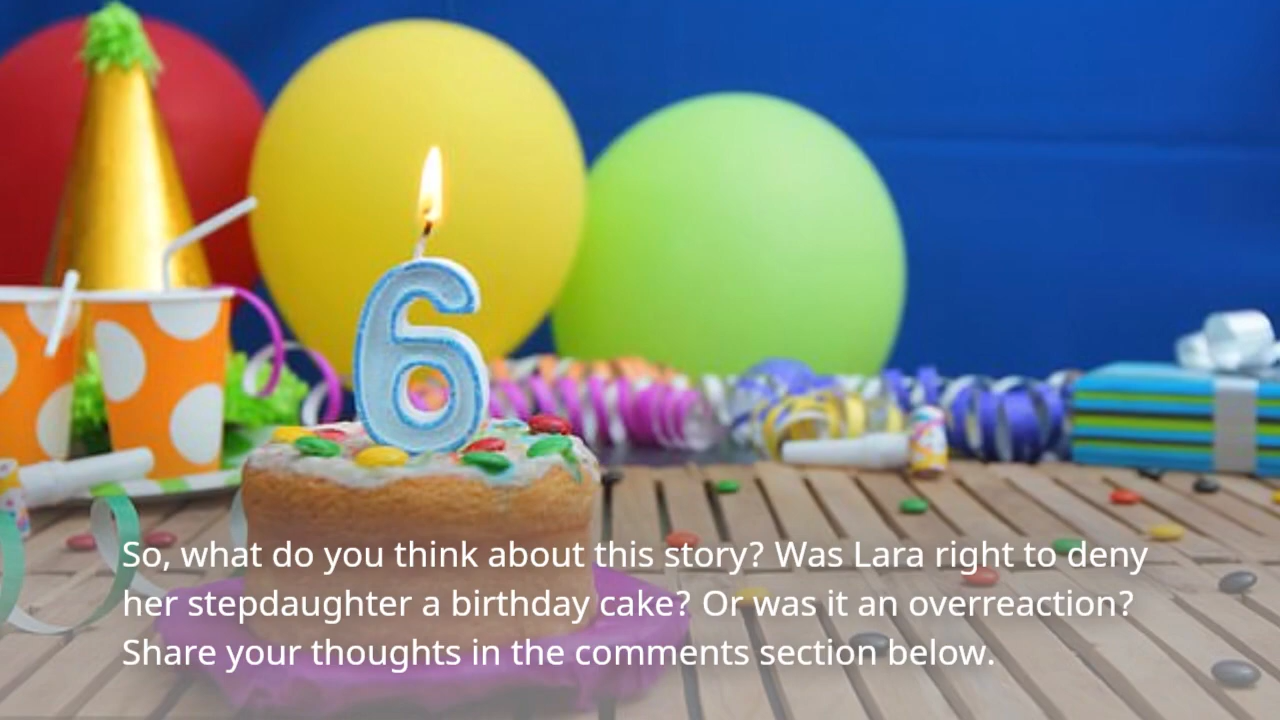 6
So, what do you think about this story? Was Lara right to deny
her stepdaughter a birthday cake? Or was it an overreaction?
Share your thoughts in the comments section below.